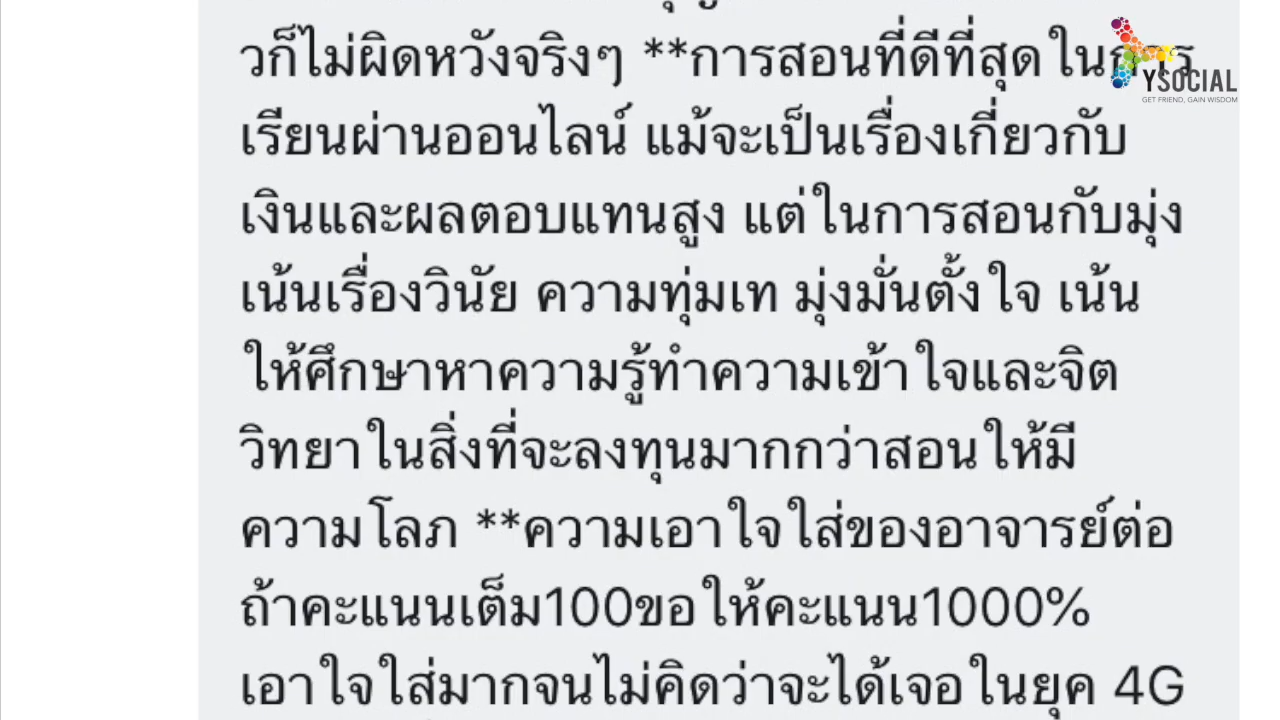 วก็ไม่ผิดหวังจริงๆ **การสอนที่ดีที่สุดในการ
เรียนผ่านออนไลน์ แม้จะเป็นเรื่องเกี่ยวกับ
เงินและผลตอบแทนสูง แต่ในการสอนกับมุ่ง
เน้นเรื่องวินัย ความทุ่มเท มุ่งมั่นตั้งใจ เน้น
ให้ศึกษาหาความรู้ทำความเข้าใจและจิต
วิทยาในสิ่งที่จะลงทุนมากกว่าสอนให้มี
ความโลภ **ความเอาใจใส่ของอาจารย์ต่อ
ถ้าคะแนนเต็ม100ขอให้คะแนน1000%
เอาใจใส่มากจนไม่คิดว่าจะได้เจอในยุค 4G
YSOCIAL
GET FRIEND, GAIN WISDOM